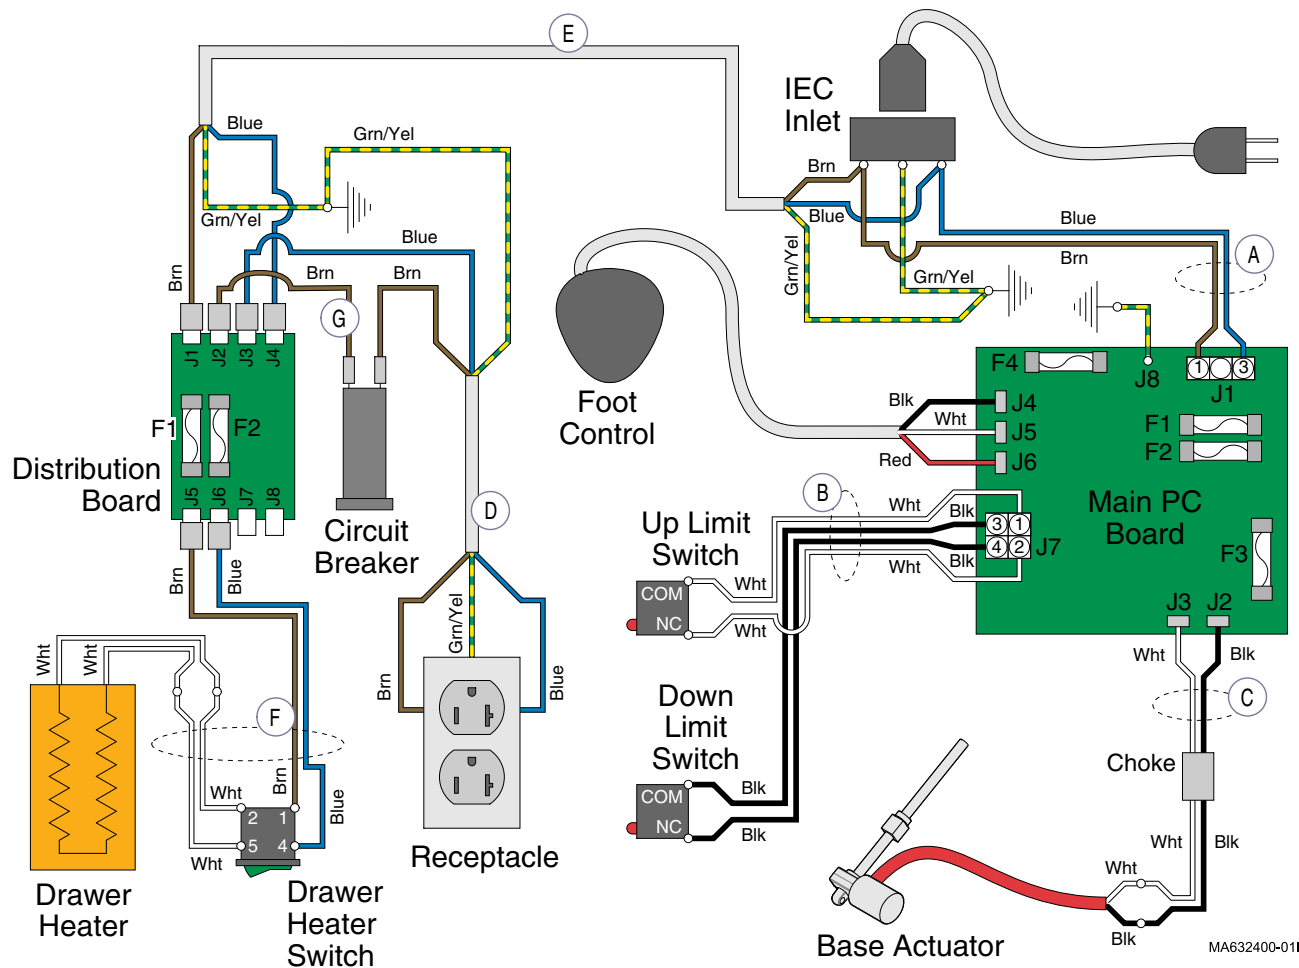 E
IEC
Inlet
Blue
Grn/Yel
Brn
Blue
Blue
Grn/Yel
Blue
Grn/Yel
Grn/Yel
Brn
A
Brn
Brn
Brn
G
J1
J2
J3
J4
F1
F2
Distribution
Board
J5
J6
J7
J8
Circuit
Breaker
D
Foot
Control
Blk
Wht
Red
F4
J8
1
3
J1
J4
J5
J6
F1
F2
Main PC
Board
F3
B
Wht
Blk
Blk
Wht
3
1
4
2
J7
J3
J2
Up Limit
Switch
COM
NC
Wht
Wht
Brn
Blue
Grn/Yel
Brn
Blue
Wht
Wht
F
Brn
Blue
Wht
Wht
2
1
5
4
Drawer
Heater
Drawer
Heater
Switch
Receptacle
Down
Limit
Switch
COM
NC
Blk
Blk
Wht
Blk
C
Choke
Wht
Blk
Wht
Blk
Base Actuator
MA632400-01I